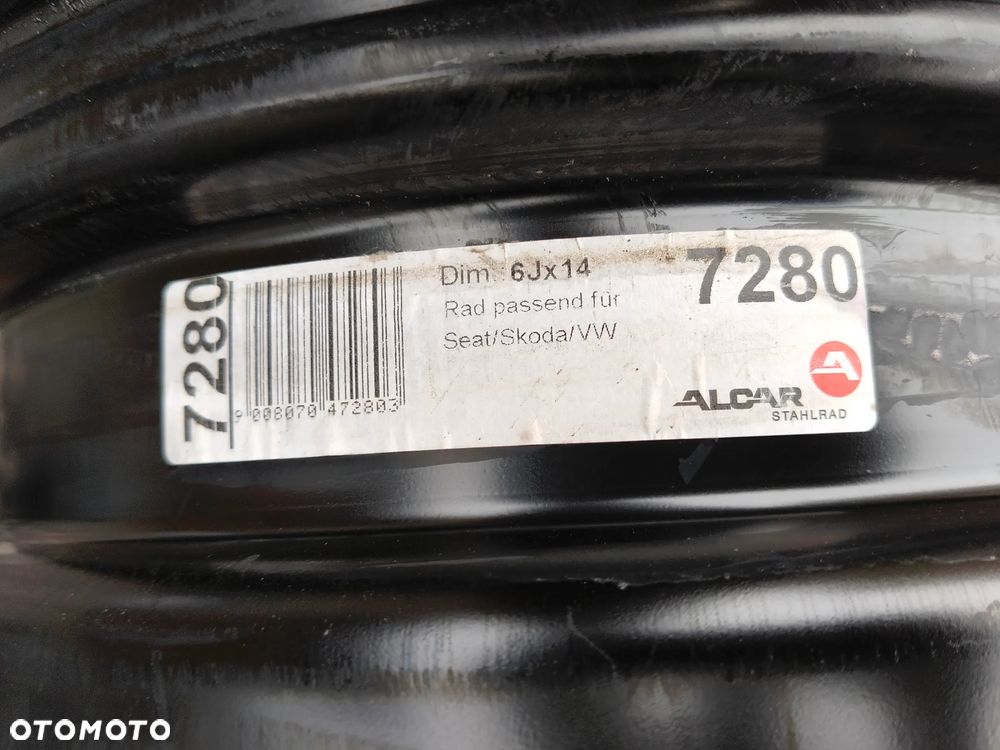 7280
9 008070 472803
Dim.: 6Jx14
Rad passend für
Seat/Skoda/VW
7280
ALCAR
STAHLRAD
OTOMOTO